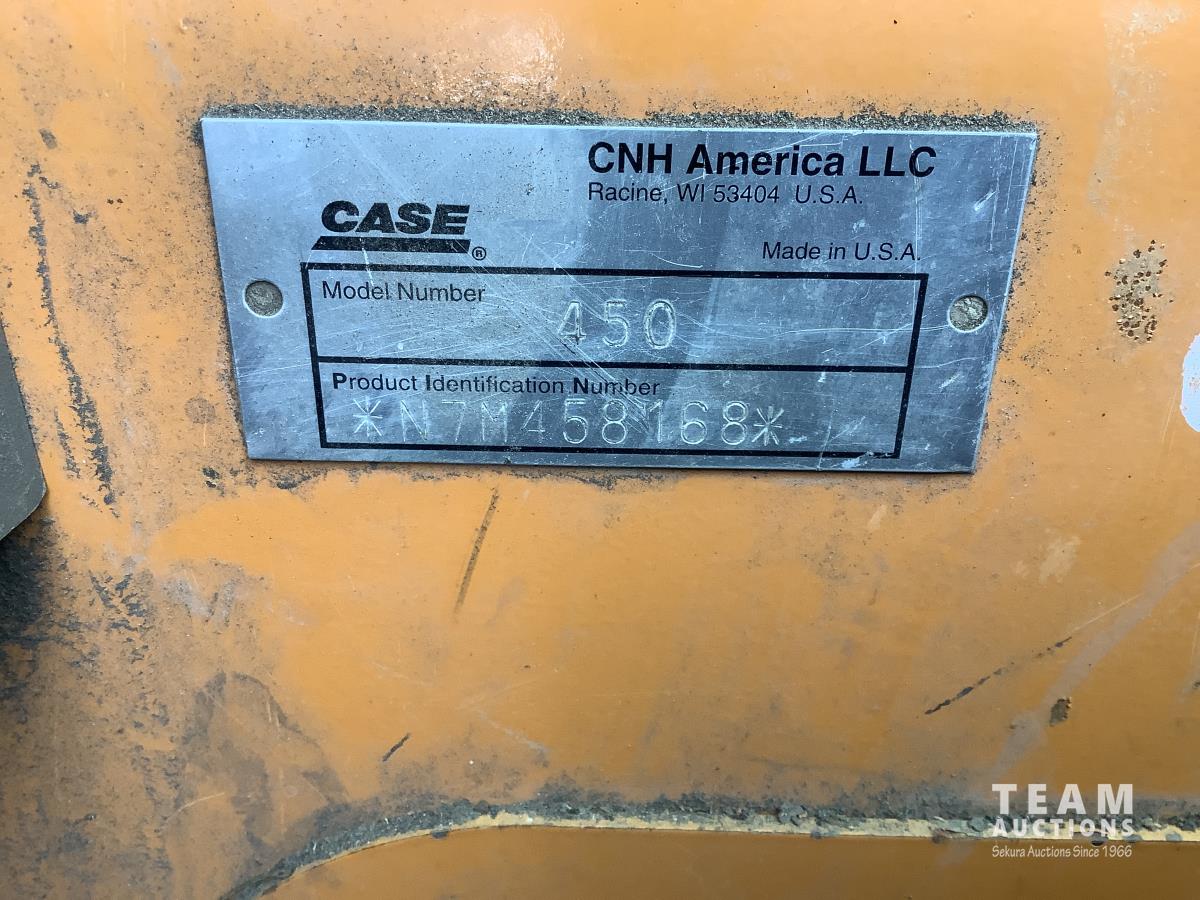 CNH America LLC
Racine, WI 53404 U.S.A.
CASE®
Made in U.S.A.
Model Number
450
Product Identification Number
*N7M458168*
TEAM
AUCTIONS
Sekura Auctions Since 1966